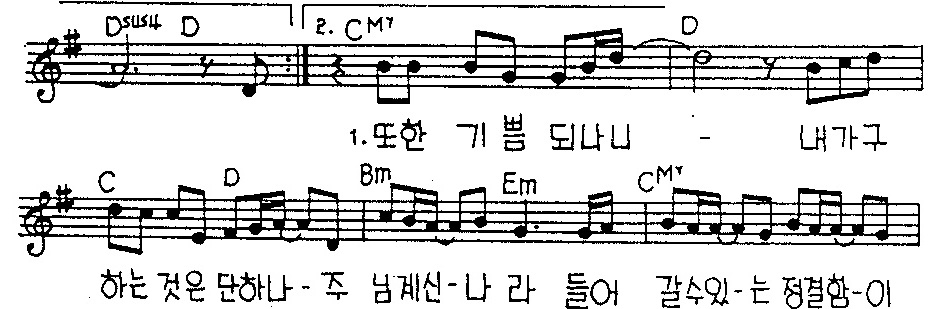 Dsus4 D 2. CM7 D
1. 또한 기 쁨 되나니 - 내가구
C D Bm Em CM7
하는 것은 단하나 - 주 님계신 - 나 라 들어 갈수있 - 는 정결함 - 이